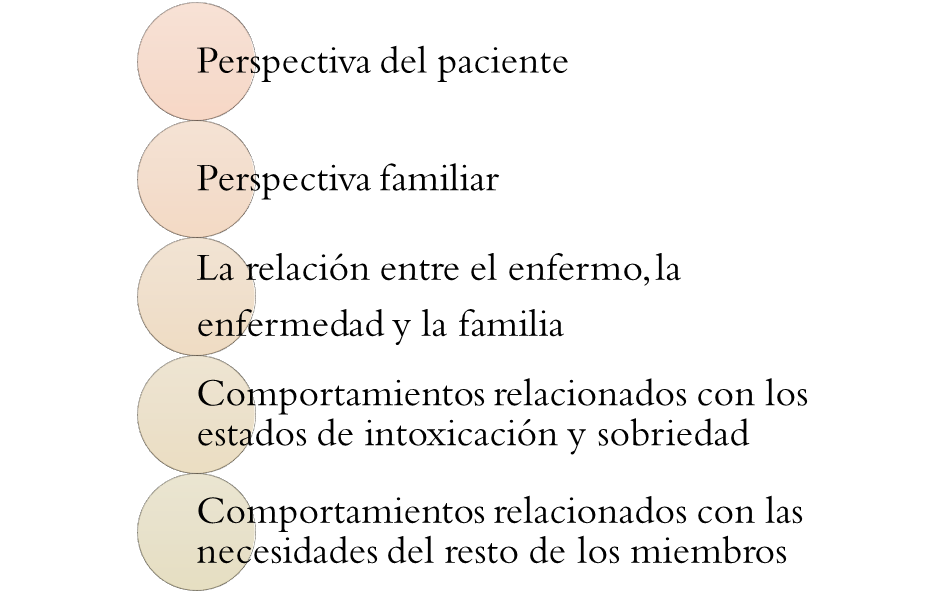 Perspectiva del paciente
Perspectiva familiar
La relación entre el enfermo, la
enfermedad y la familia
Comportamientos relacionados con los
estados de intoxicación y sobriedad
Comportamientos relacionados con las
necesidades del resto de los miembros